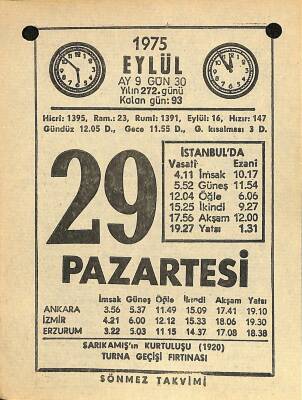 1975
EYLÜL
AY 9 GÜN 30
Yılın 272. günü
Kalan gün: 93
Hicri: 1395, Ram.: 23, Rumî: 1391, Eylül: 16, Hızır: 147
Gündüz 12.05 D., Gece 11.55 D., G. kısalması 3 D.
29
İSTANBUL'DA
Vasatî Ezanî
4.11 İmsak 10.17
5.52 Güneş 11.54
12.04 Öğle 6.06
15.25 İkindi 9.27
17.56 Akşam 12.00
19.27 Yatsı 1.31
PAZARTESİ
İmsak Güneş Öğle İkindi Akşam Yatsı
ANKARA 3.56 5.37 11.49 15.09 17.41 19.10
İZMİR 4.21 6.00 12.12 15.33 18.06 19.30
ERZURUM 3.22 5.03 11.15 14.37 17.08 18.38
SARIKAMIŞ'ın KURTULUŞU (1920)
TURNA GEÇİŞİ FIRTINASI
SÖNMEZ TAKVİMİ